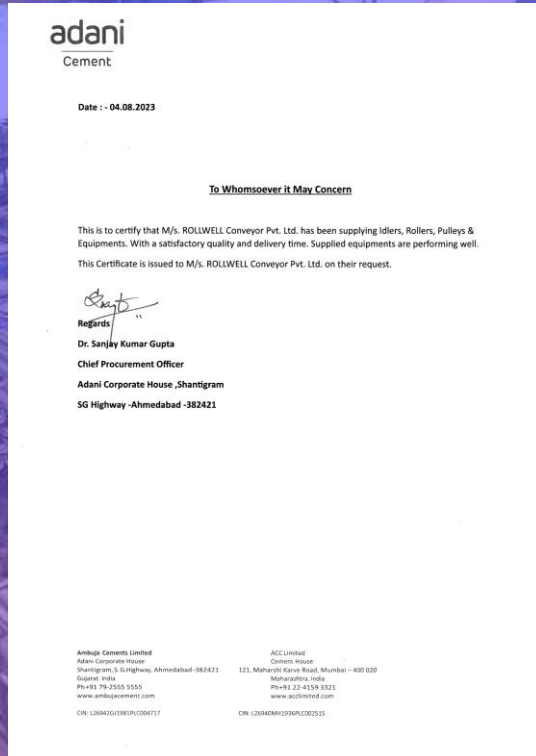 adani
Cement
Date : - 04.08.2023
To Whomsoever it May Concern
This is to certify that M/s. ROLLWELL Conveyor Pvt. Ltd. has been supplying Idlers, Rollers, Pulleys &
Equipments. With a satisfactory quality and delivery time. Supplied equipments are performing well.
This Certificate is issued to M/s. ROLLWELL Conveyor Pvt. Ltd. on their request.
Regards
Dr. Sanjay Kumar Gupta
Chief Procurement Officer
Adani Corporate House ,Shantigram
SG Highway -Ahmedabad -382421
Ambuja Cements Limited
Adani Corporate House
Shantigram, S. G.Highway, Ahmedabad-382421
Gujarat. India
Ph+91 79-2555 5555
www.ambujacement.com
CIN: L26942GJ1981PLC004717
ACC Limited
Cement House
121, Maharshi Karve Road, Mumbai – 400 020
Maharashtra, India
Ph+91 22-4159 3321
www.acclimited.com
CIN: L26940MH1936PLC002515